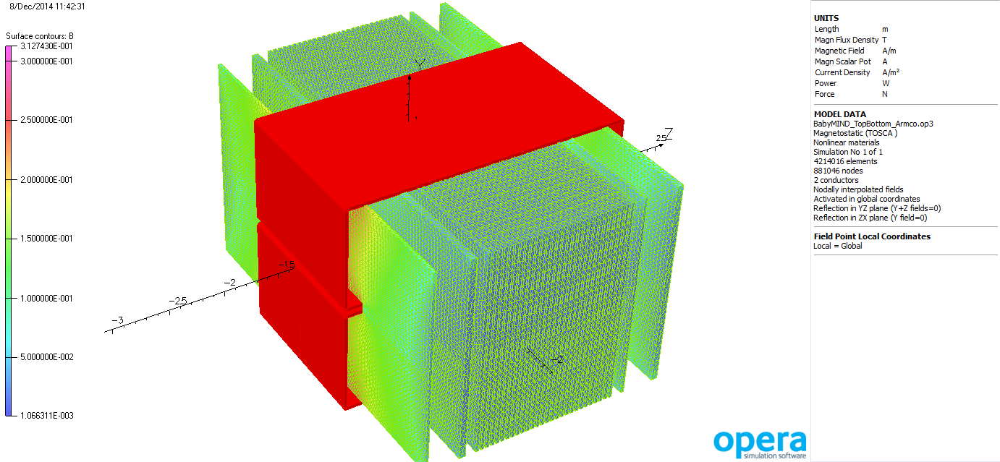 8/Dec/2014 11:42:31
Surface contours: B
3.127430E-001
3.000000E-001
2.500000E-001
2.000000E-001
1.500000E-001
1.000000E-001
5.000000E-002
1.066311E-003
Y
Z
2.5
-1.5
-2
-2.5
-3
-2
UNITS
Length m
Magn Flux Density T
Magnetic Field A/m
Magn Scalar Pot A
Current Density A/m²
Power W
Force N
MODEL DATA
BabyMIND_TopBottom_Armco.op3
Magnetostatic (TOSCA )
Nonlinear materials
Simulation No 1 of 1
4214016 elements
881046 nodes
2 conductors
Nodally interpolated fields
Activated in global coordinates
Reflection in YZ plane (Y+Z fields=0)
Reflection in ZX plane (Y field=0)
Field Point Local Coordinates
Local = Global
opera
simulation software